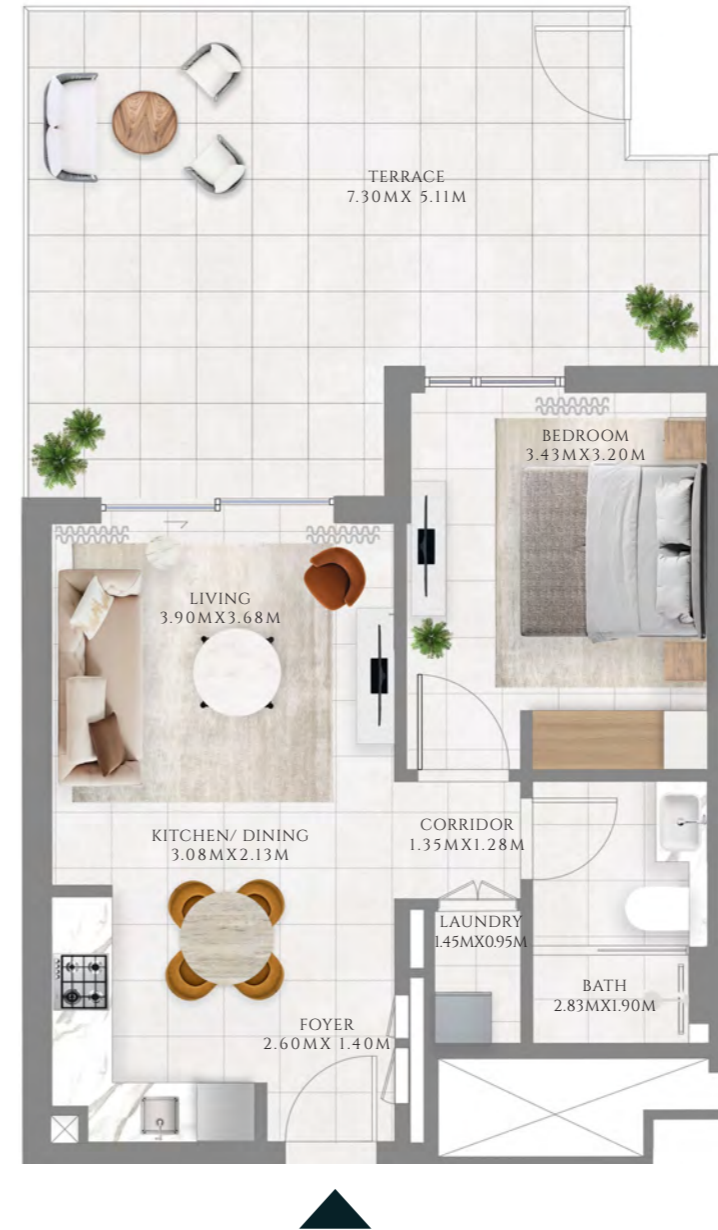 TERRACE
7.30MX 5.11M
BEDROOM
3.43MX3.20M
LIVING
3.90MX3.68M
KITCHEN/ DINING
3.08MX2.13M
CORRIDOR
1.35MX1.28M
LAUNDRY
1.45MX0.95M
BATH
2.83MX1.90M
FOYER
2.60MX 1.40M